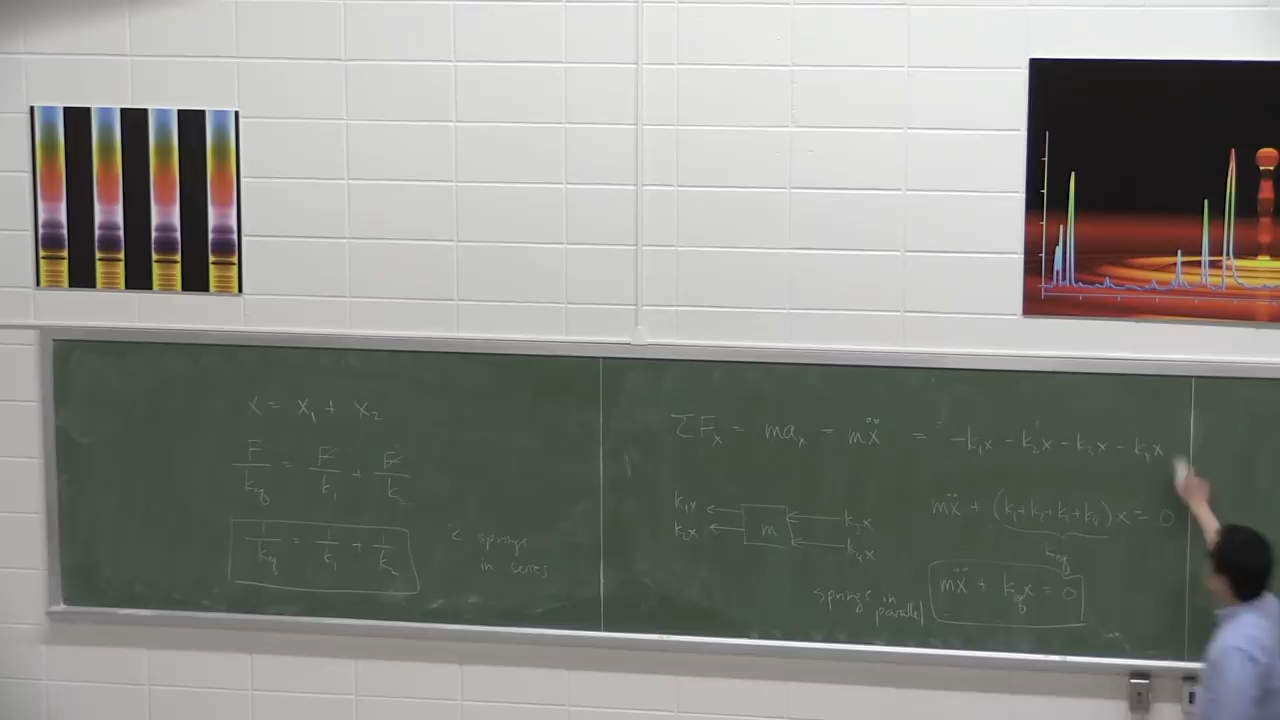 x = x₁ + x₂
F/k_eq = F/k₁ + F/k₂
1/k_eq = 1/k₁ + 1/k₂
2 springs
in series
ΣFₓ = maₓ = mẍ = -k₁x - k₂x - k₃x - k₄x
k₁x
k₂x
m
k₃x
k₄x
mẍ + (k₁+k₂+k₃+k₄)x = 0
k_eq
springs in
parallel
mẍ + k_eq x = 0